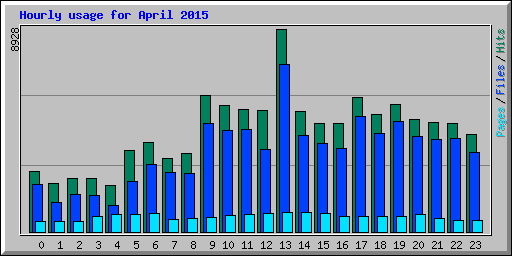 Hourly usage for April 2015
8928
Pages/Files/Hits
0 1 2 3 4 5 6 7 8 9 10 11 12 13 14 15 16 17 18 19 20 21 22 23